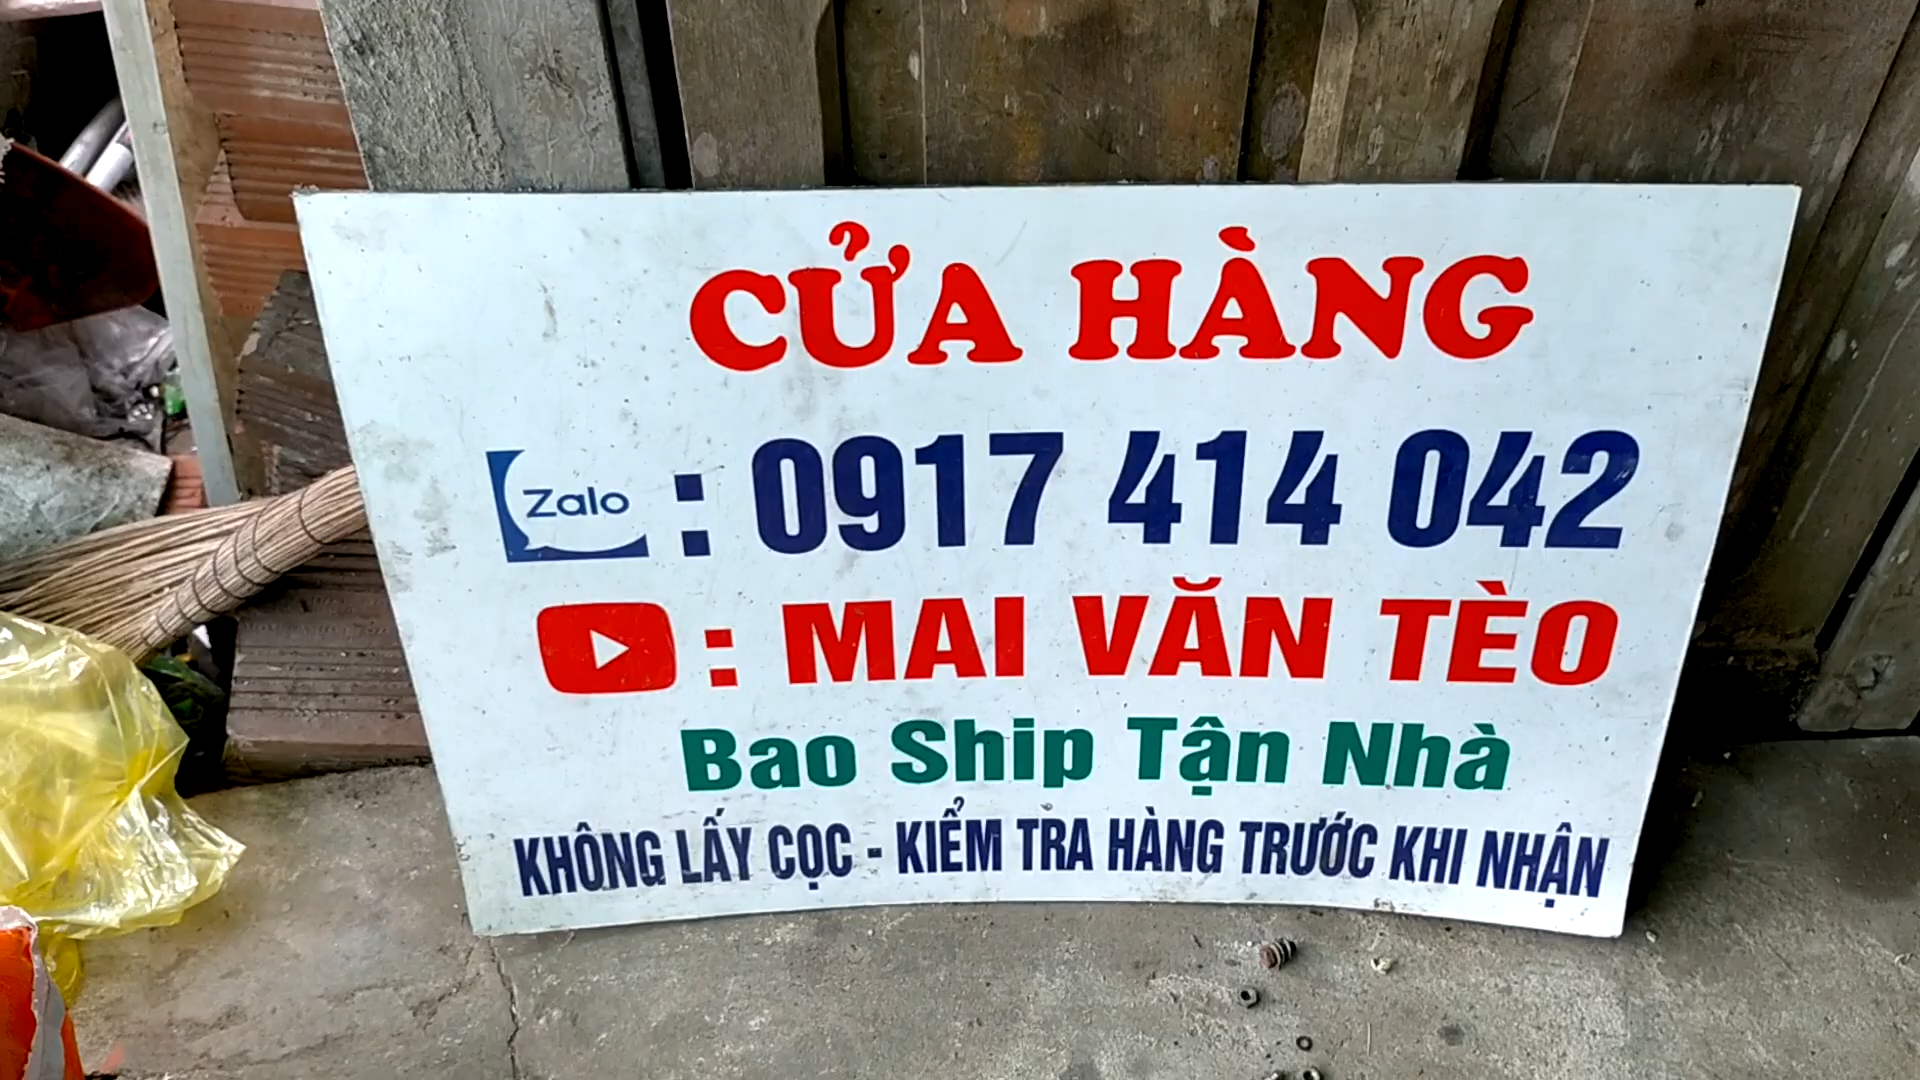 CỬA HÀNG
Zalo : 0917 414 042
: MAI VĂN TÈO
Bao Ship Tận Nhà
KHÔNG LẤY CỌC - KIỂM TRA HÀNG TRƯỚC KHI NHẬN